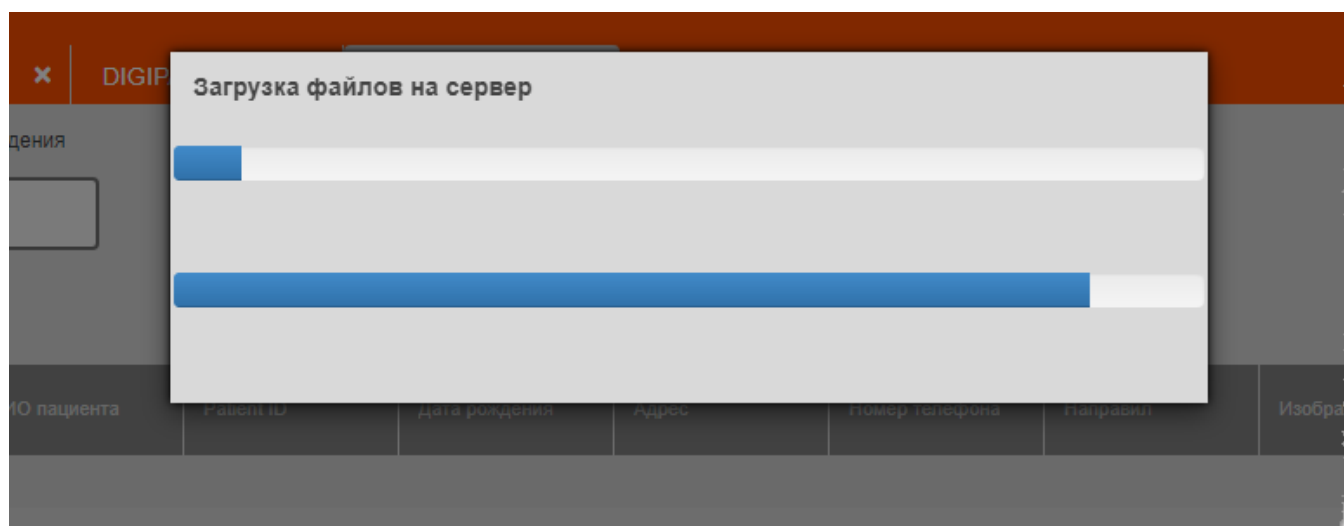 DIGIP
Загрузка файлов на сервер
дения
ИО пациента
Patient ID
Дата рождения
Адрес
Номер телефона
Направил
Изобра